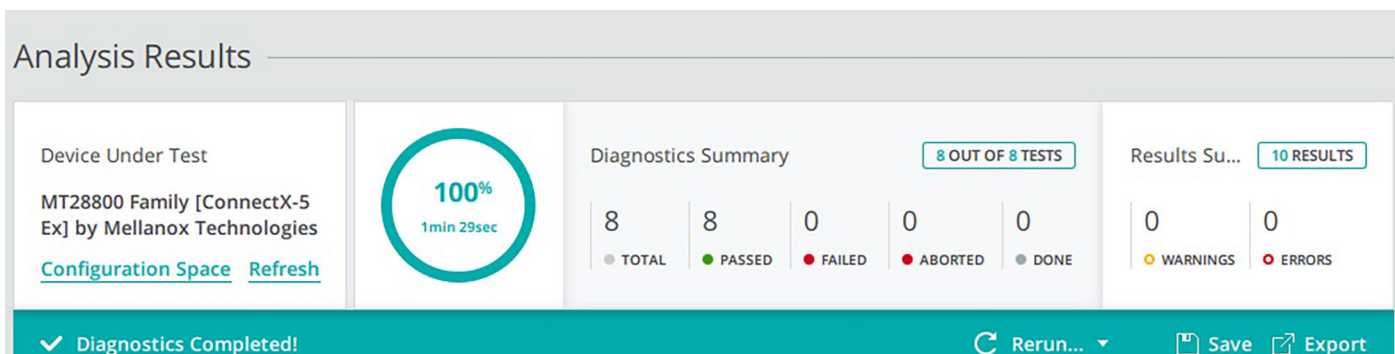 Analysis Results
Device Under Test
MT28800 Family [ConnectX-5
Ex] by Mellanox Technologies
Configuration Space Refresh
100%
1min 29sec
Diagnostics Summary 8 OUT OF 8 TESTS
8 8 0 0 0
TOTAL PASSED FAILED ABORTED DONE
Results Su... 10 RESULTS
0 0
WARNINGS ERRORS
Diagnostics Completed! Rerun... Save Export